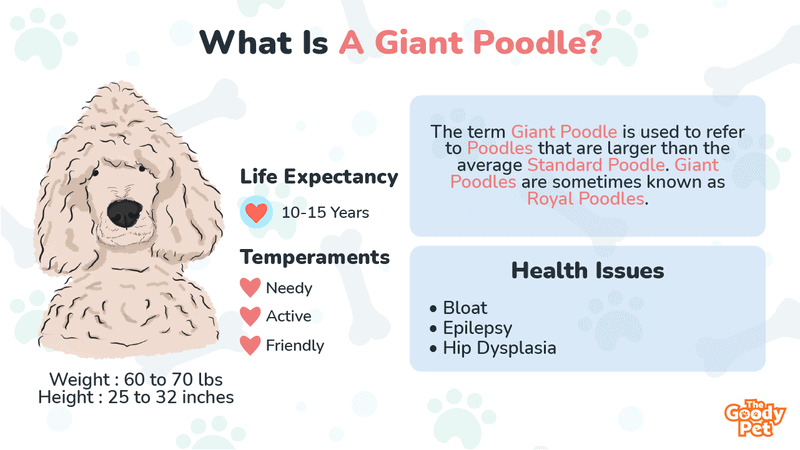 What Is A Giant Poodle?
Life Expectancy
10-15 Years
Temperaments
Needy
Active
Friendly
Weight : 60 to 70 lbs
Height : 25 to 32 inches
The term Giant Poodle is used to refer
to Poodles that are larger than the
average Standard Poodle. Giant
Poodles are sometimes known as
Royal Poodles.
Health Issues
• Bloat
• Epilepsy
• Hip Dysplasia
The
Goody
Pet